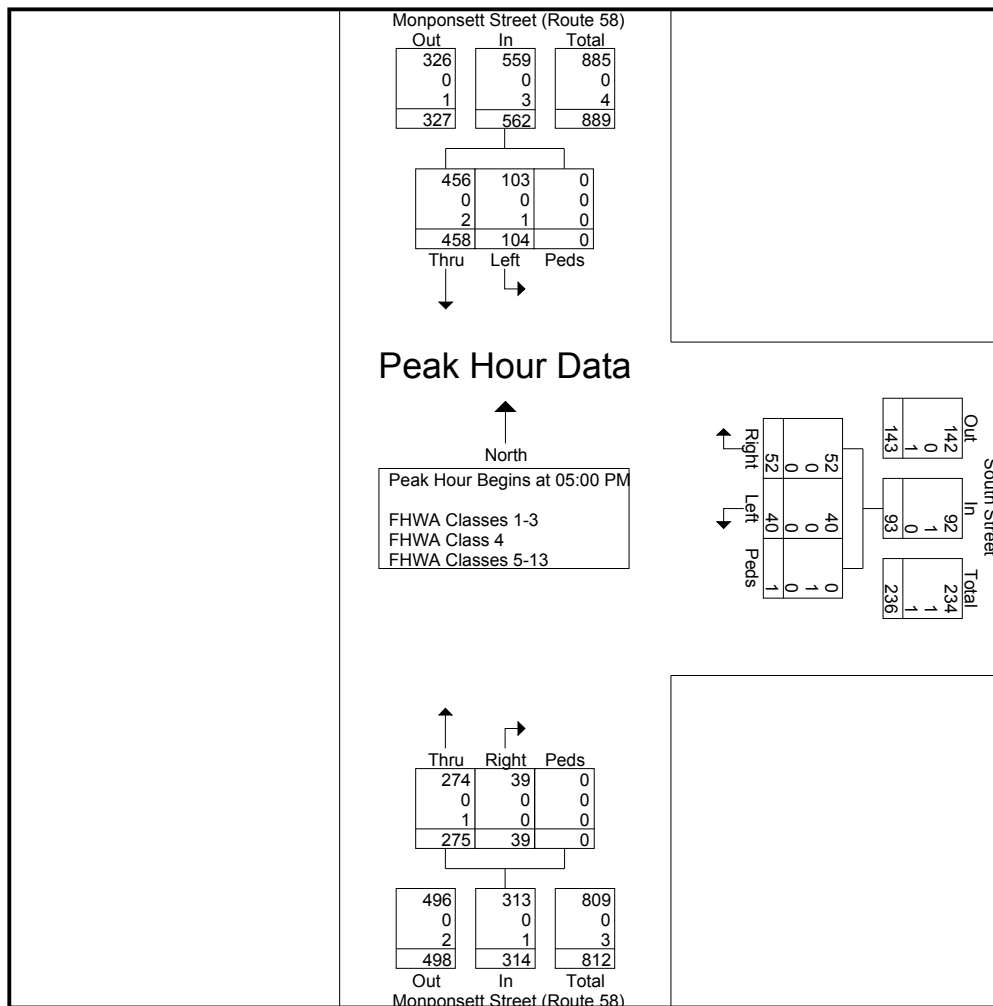 Monponsett Street (Route 58)
Out In Total
326 559 885
0 0 0
1 3 4
327 562 889
456 103 0
0 0 0
2 1 0
458 104 0
Thru Left Peds
Peak Hour Data
North
Peak Hour Begins at 05:00 PM
FHWA Classes 1-3
FHWA Class 4
FHWA Classes 5-13
South Street
Out In Total
142 92 234
0 1 1
1 0 1
143 93 236
52 40 0
0 0 1
0 0 0
52 40 1
Right Left Peds
Thru Right Peds
274 39 0
0 0 0
1 0 0
275 39 0
496 313 809
0 0 0
2 1 3
498 314 812
Out In Total
Monponsett Street (Route 58)